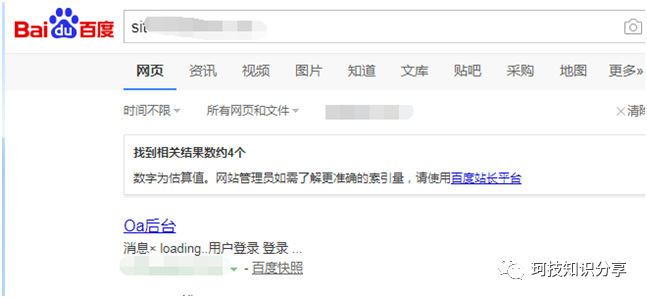 Bai du 百度 sit
网页 资讯 视频 图片 知道 文库 贴吧 采购 地图 更多»
时间不限 所有网页和文件 ×清除
找到相关结果数约4个
数字为估算值。网站管理员如需了解更准确的索引量，请使用百度站长平台
Oa后台
消息× loading..用户登录 登录 ...
- 百度快照
珂技知识分享